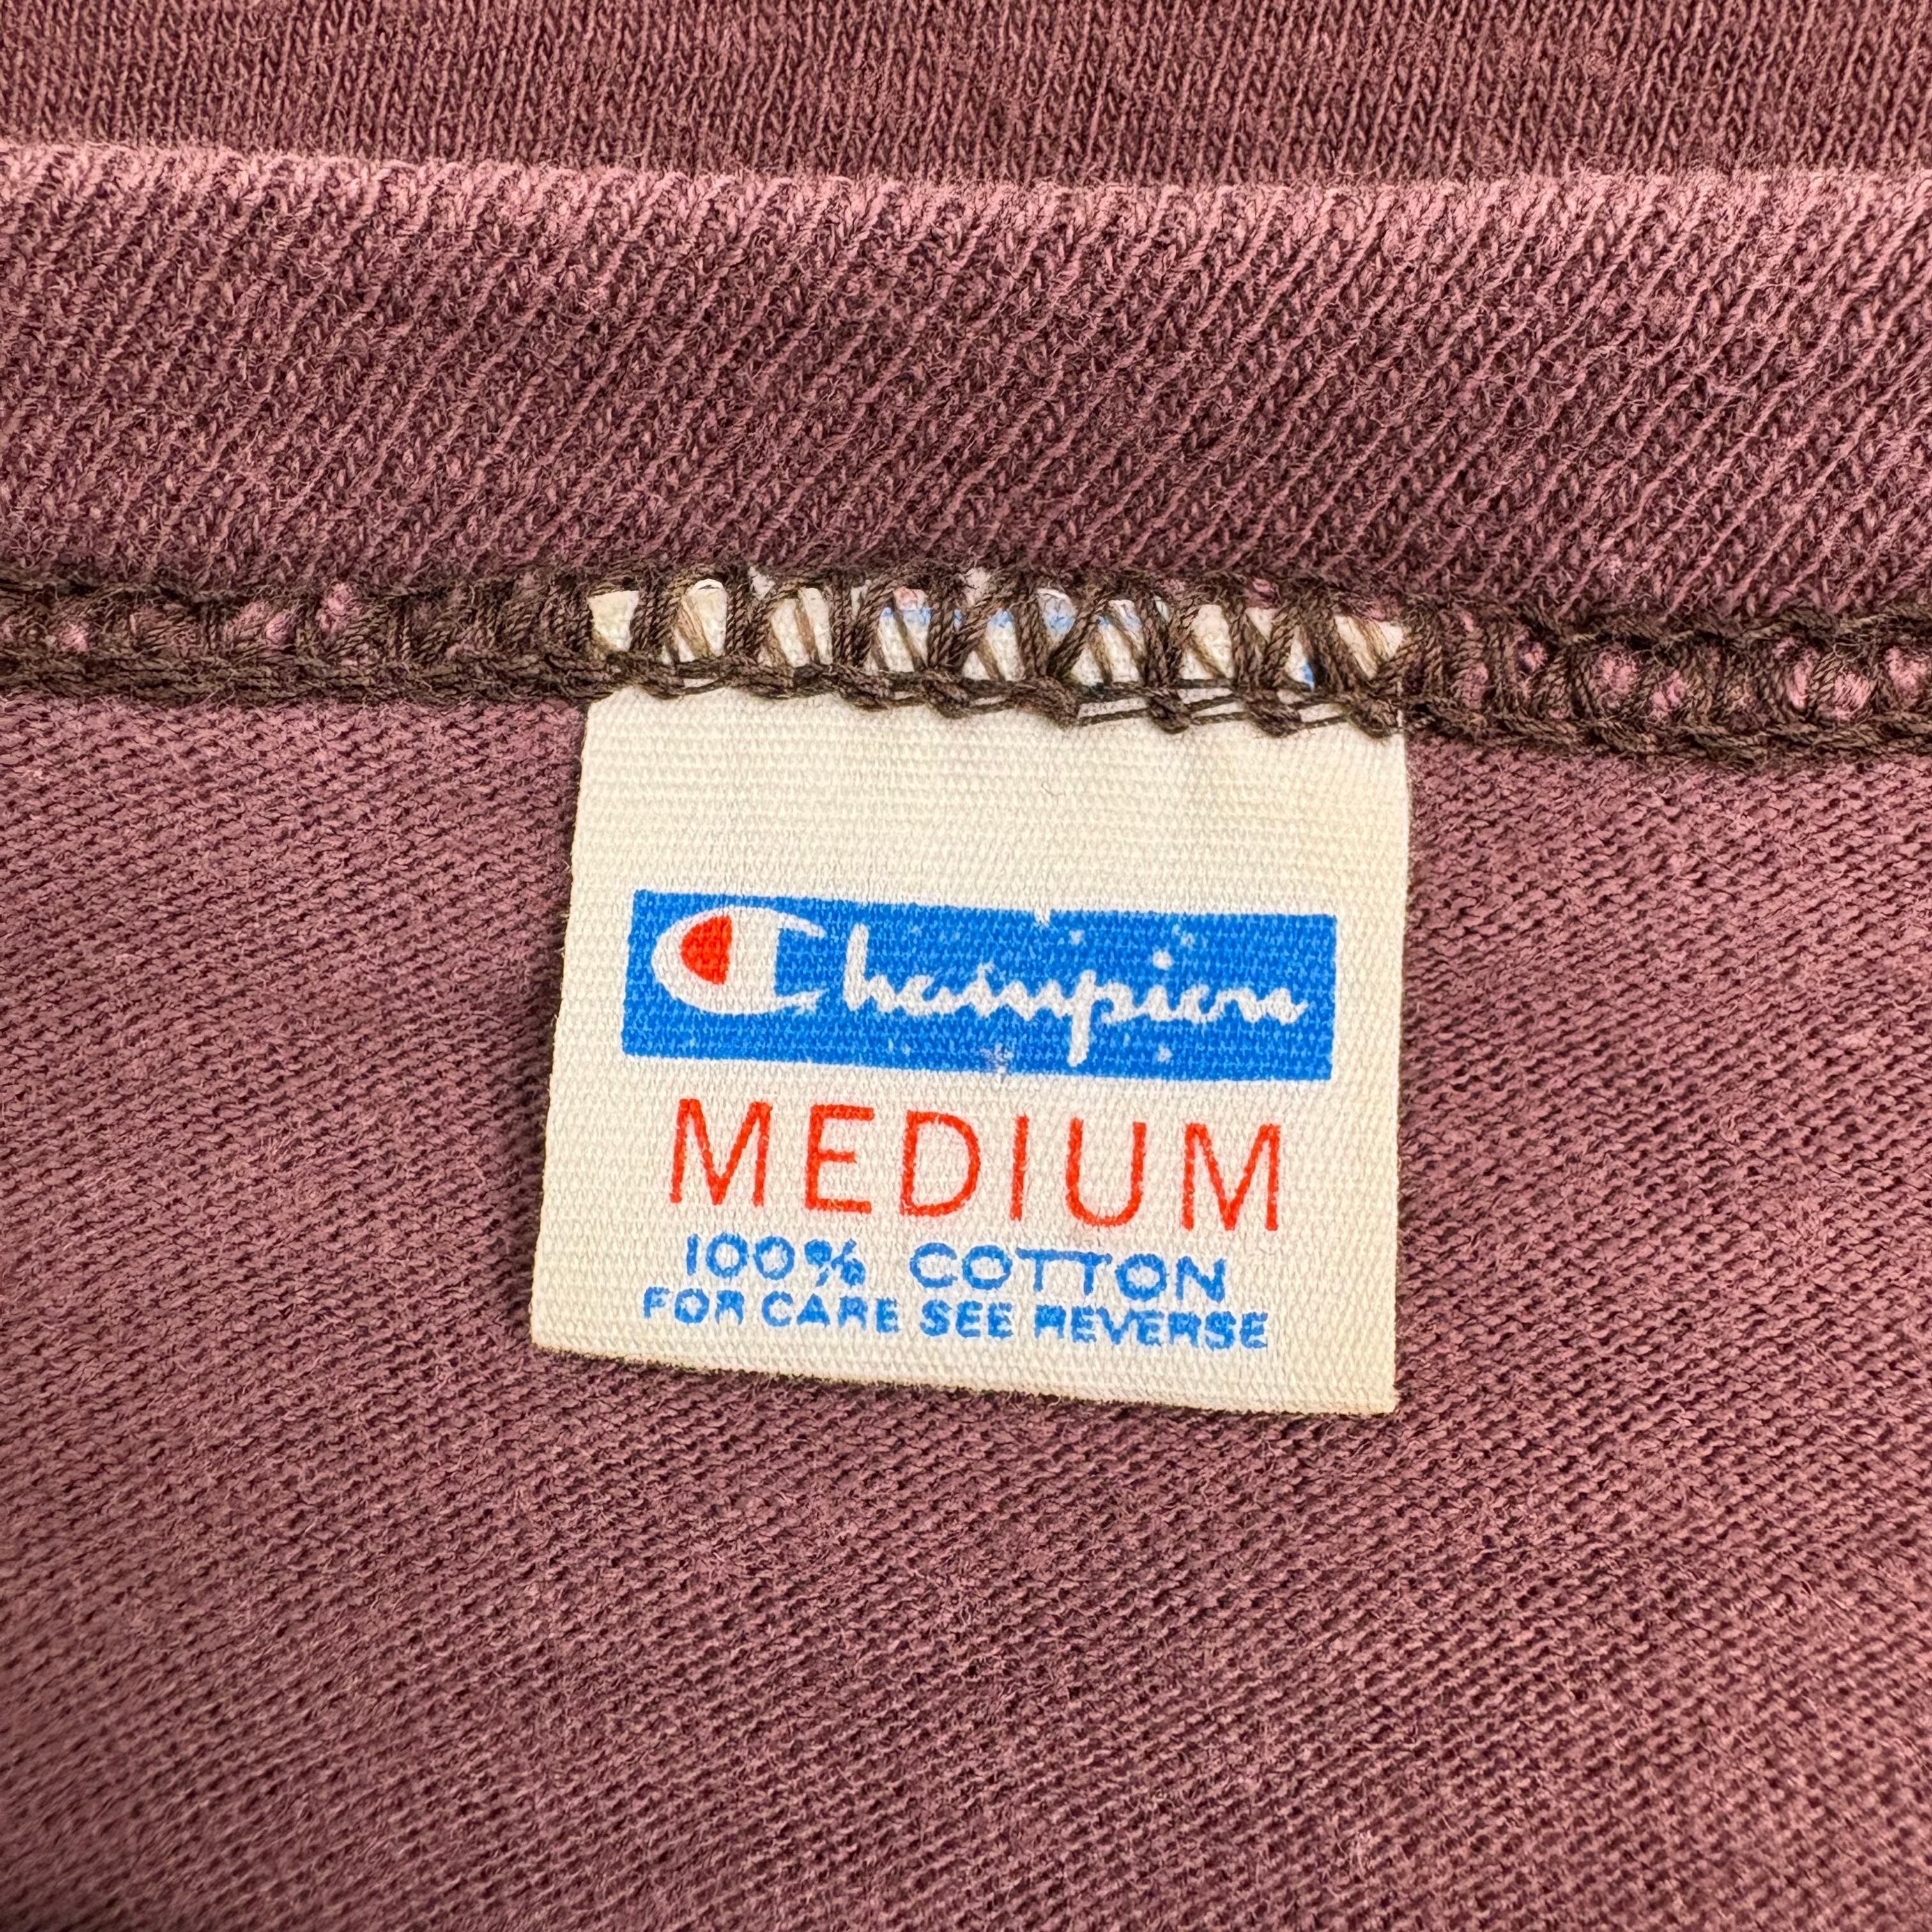 Champion
MEDIUM
100% COTTON
FOR CARE SEE REVERSE